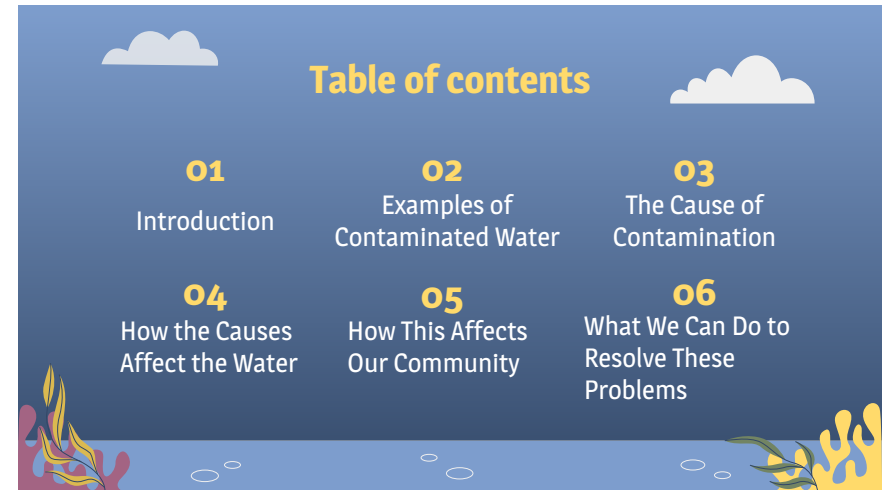 Table of contents
01
Introduction
02
Examples of
Contaminated Water
03
The Cause of
Contamination
04
How the Causes
Affect the Water
05
How This Affects
Our Community
06
What We Can Do to
Resolve These
Problems